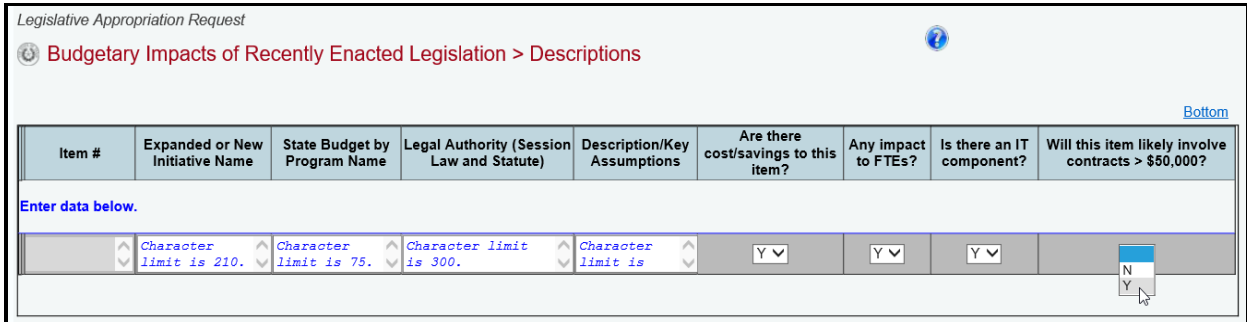 Legislative Appropriation Request
Budgetary Impacts of Recently Enacted Legislation > Descriptions
?
Bottom
Item #
Expanded or New
Initiative Name
State Budget by
Program Name
Legal Authority (Session
Law and Statute)
Description/Key
Assumptions
Are there
cost/savings to this
item?
Any impact
to FTEs?
Is there an IT
component?
Will this item likely involve
contracts > $50,000?
Enter data below.
Character
limit is 210.
Character
limit is 75.
Character limit
is 300.
Character
limit is
Y
Y
Y
N
Y